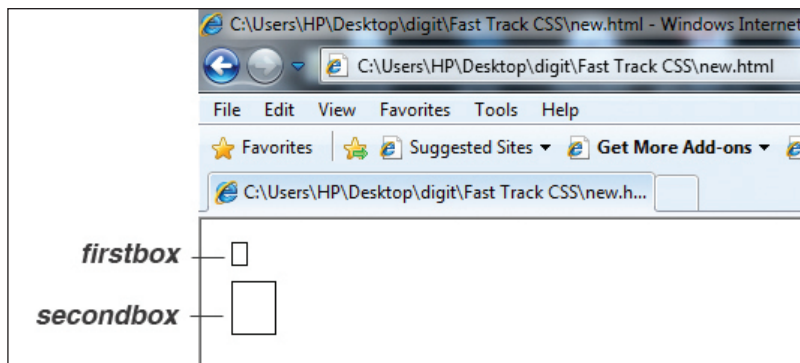 C:\Users\HP\Desktop\digit\Fast Track CSS\new.html - Windows Internet
C:\Users\HP\Desktop\digit\Fast Track CSS\new.html
File Edit View Favorites Tools Help
Favorites Suggested Sites Get More Add-ons
C:\Users\HP\Desktop\digit\Fast Track CSS\new.h...
firstbox
secondbox